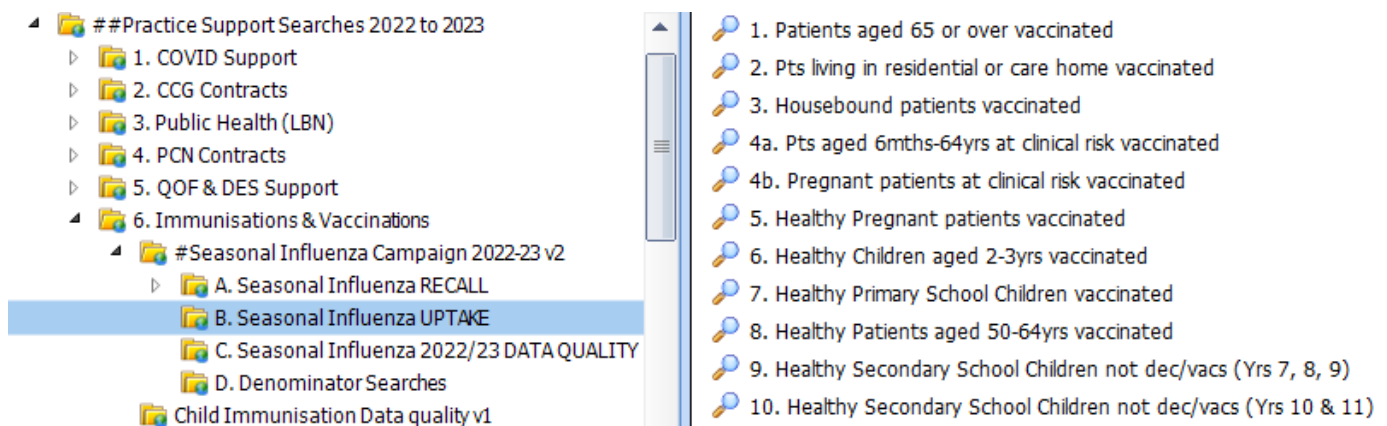 ##Practice Support Searches 2022 to 2023
1. COVID Support
2. CCG Contracts
3. Public Health (LBN)
4. PCN Contracts
5. QOF & DES Support
6. Immunisations & Vaccinations
#Seasonal Influenza Campaign 2022-23 v2
A. Seasonal Influenza RECALL
B. Seasonal Influenza UPTAKE
C. Seasonal Influenza 2022/23 DATA QUALITY
D. Denominator Searches
Child Immunisation Data quality v1
1. Patients aged 65 or over vaccinated
2. Pts living in residential or care home vaccinated
3. Housebound patients vaccinated
4a. Pts aged 6mths-64yrs at clinical risk vaccinated
4b. Pregnant patients at clinical risk vaccinated
5. Healthy Pregnant patients vaccinated
6. Healthy Children aged 2-3yrs vaccinated
7. Healthy Primary School Children vaccinated
8. Healthy Patients aged 50-64yrs vaccinated
9. Healthy Secondary School Children not dec/vacs (Yrs 7, 8, 9)
10. Healthy Secondary School Children not dec/vacs (Yrs 10 & 11)